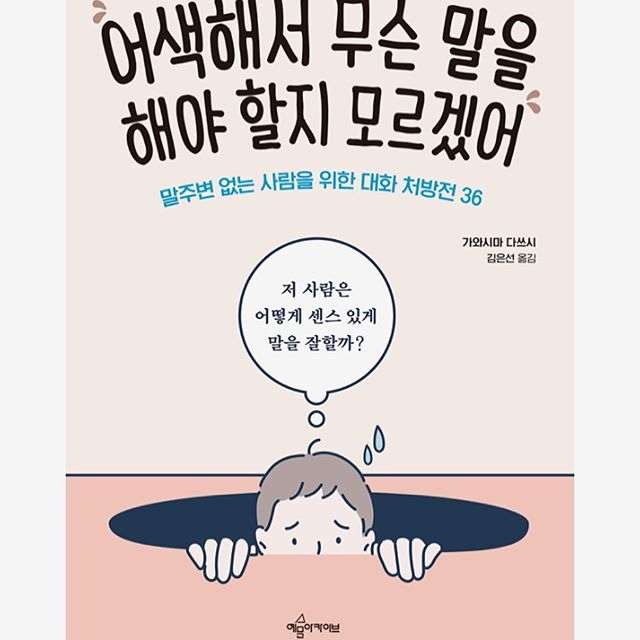 어색해서 무슨 말을
해야 할지 모르겠어
말주변 없는 사람을 위한 대화 처방전 36
가와시마 다쓰시
김은선 옮김
저 사람은
어떻게 센스 있게
말을 잘할까?
예문아카이브